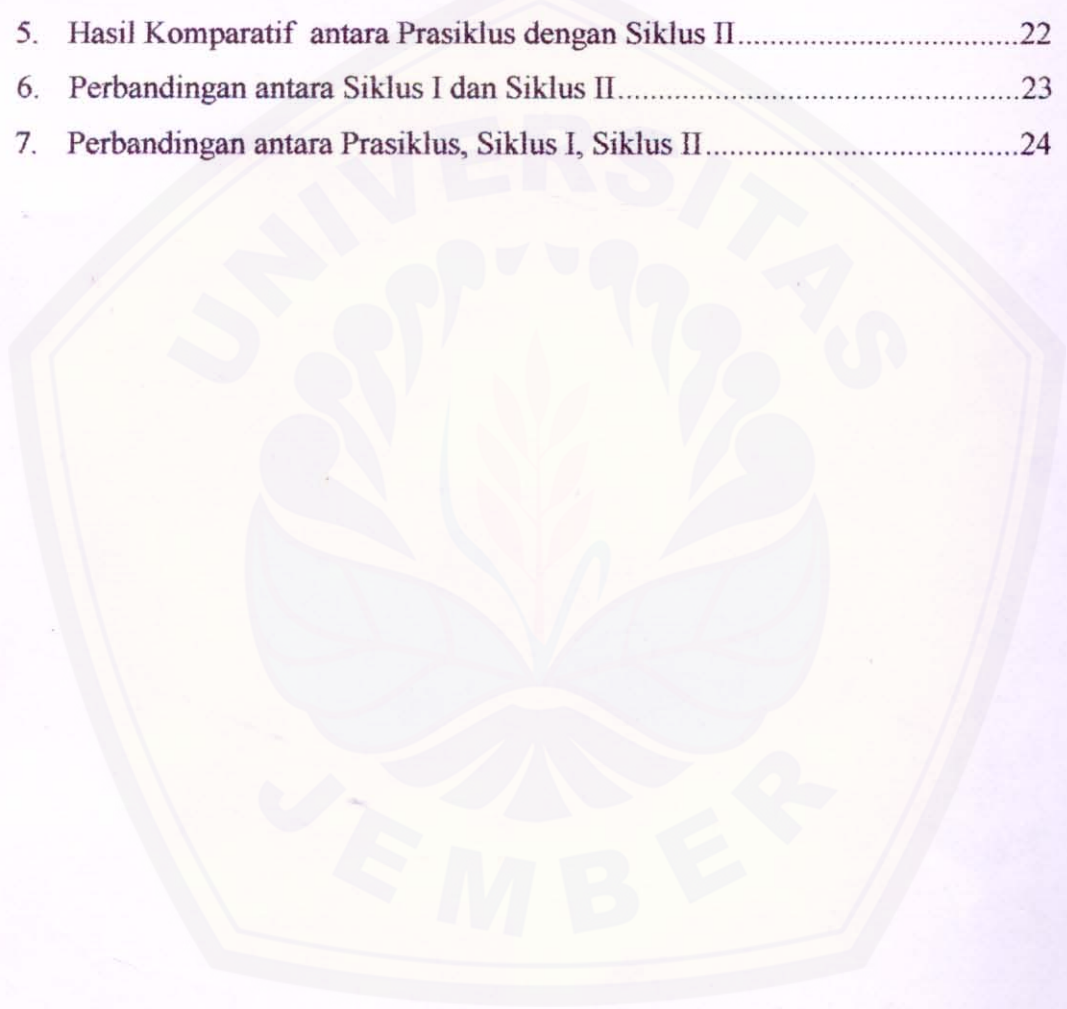 5. Hasil Komparatif antara Prasiklus dengan Siklus II...............................22
6. Perbandingan antara Siklus I dan Siklus II............................................23
7. Perbandingan antara Prasiklus, Siklus I, Siklus II..................................24
UNIVERSITAS
JEMBER